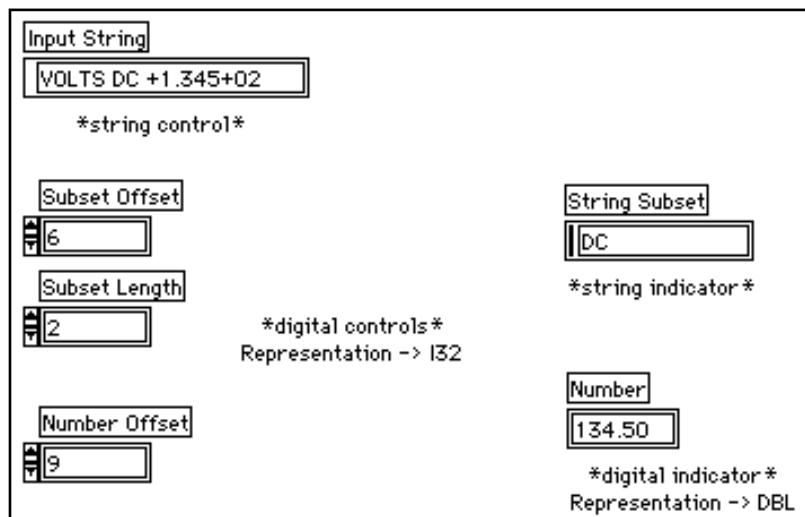 Input String
VOLTS DC +1.345+02
*string control*
Subset Offset
6
String Subset
DC
Subset Length
*string indicator*
2
*digital controls*
Representation -> I32
Number
Number Offset
134.50
9
*digital indicator*
Representation -> DBL